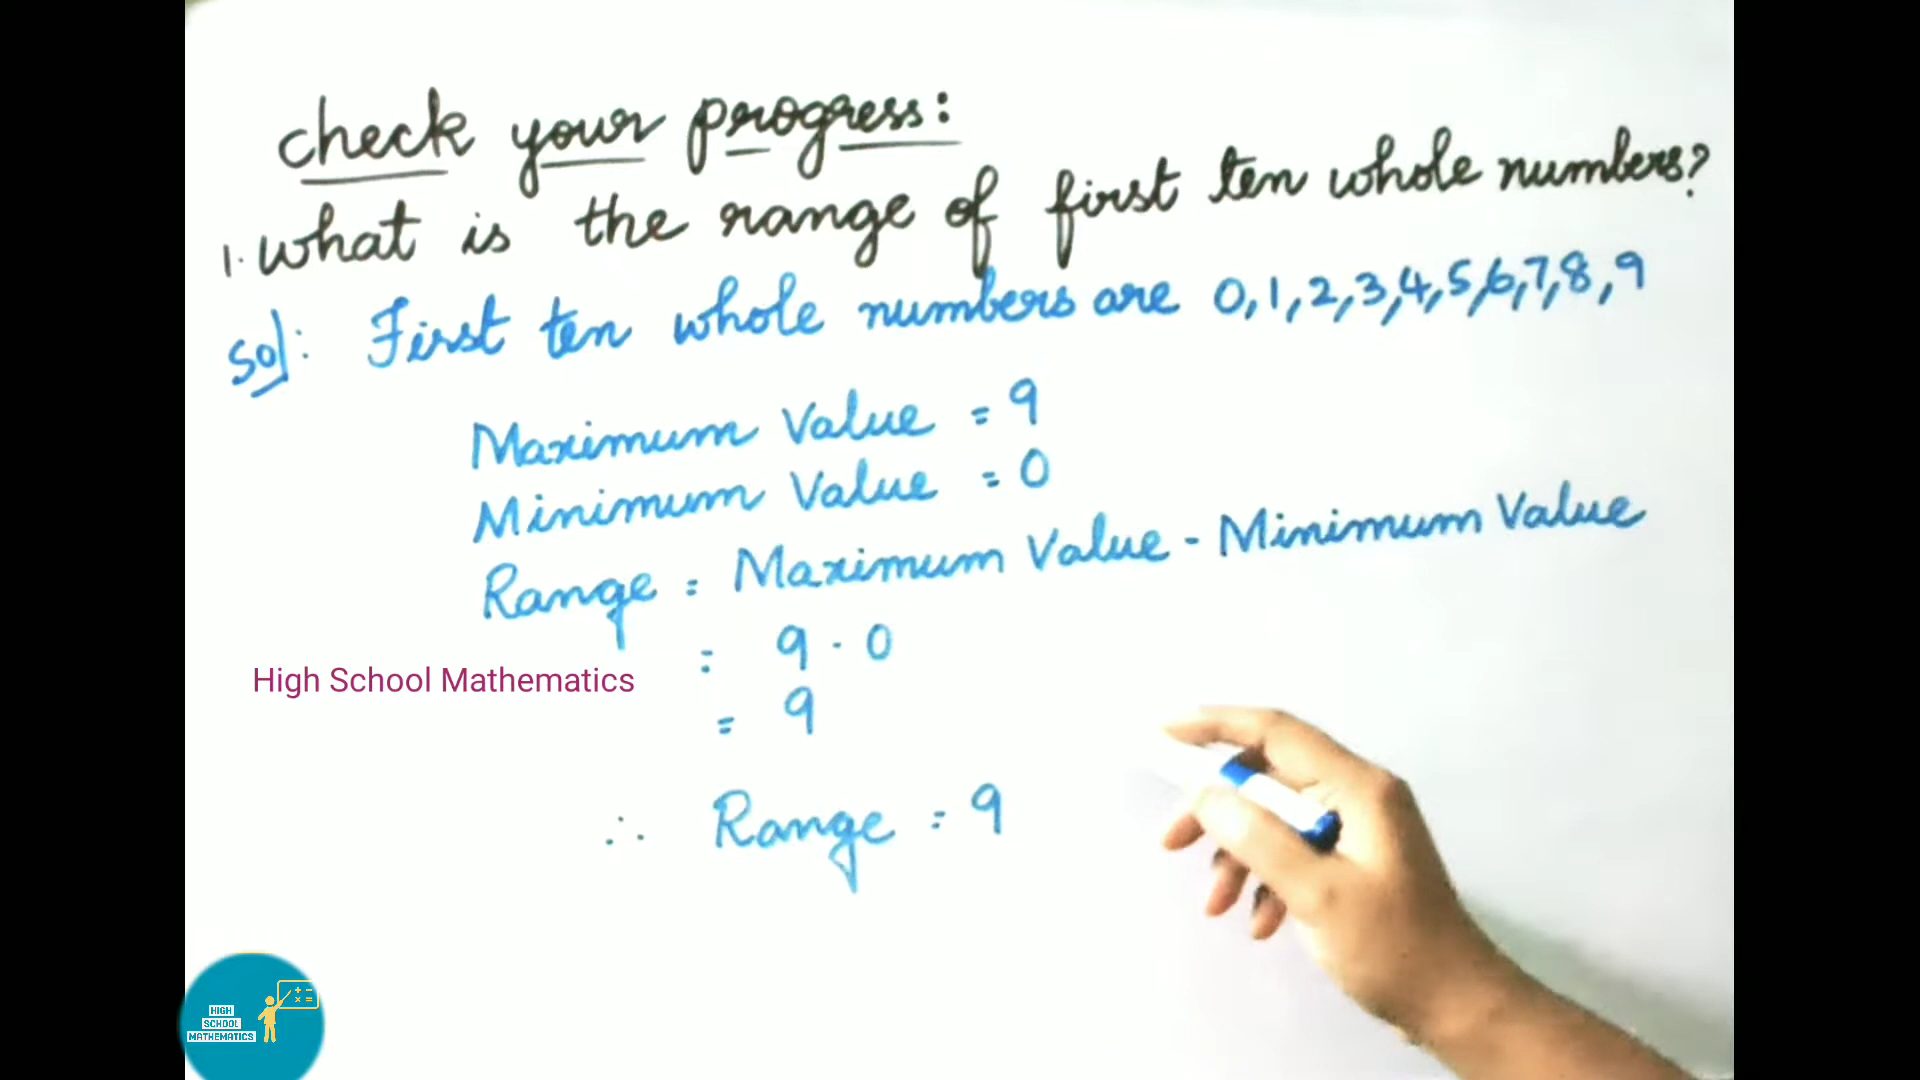 check your progress:
1. What is the range of first ten whole numbers?
Sol: First ten whole numbers are 0,1,2,3,4,5,6,7,8,9
Maximum Value = 9
Minimum Value = 0
Range = Maximum Value - Minimum Value
= 9 - 0
High School Mathematics
= 9
∴ Range = 9
HIGH
SCHOOL
MATHEMATICS